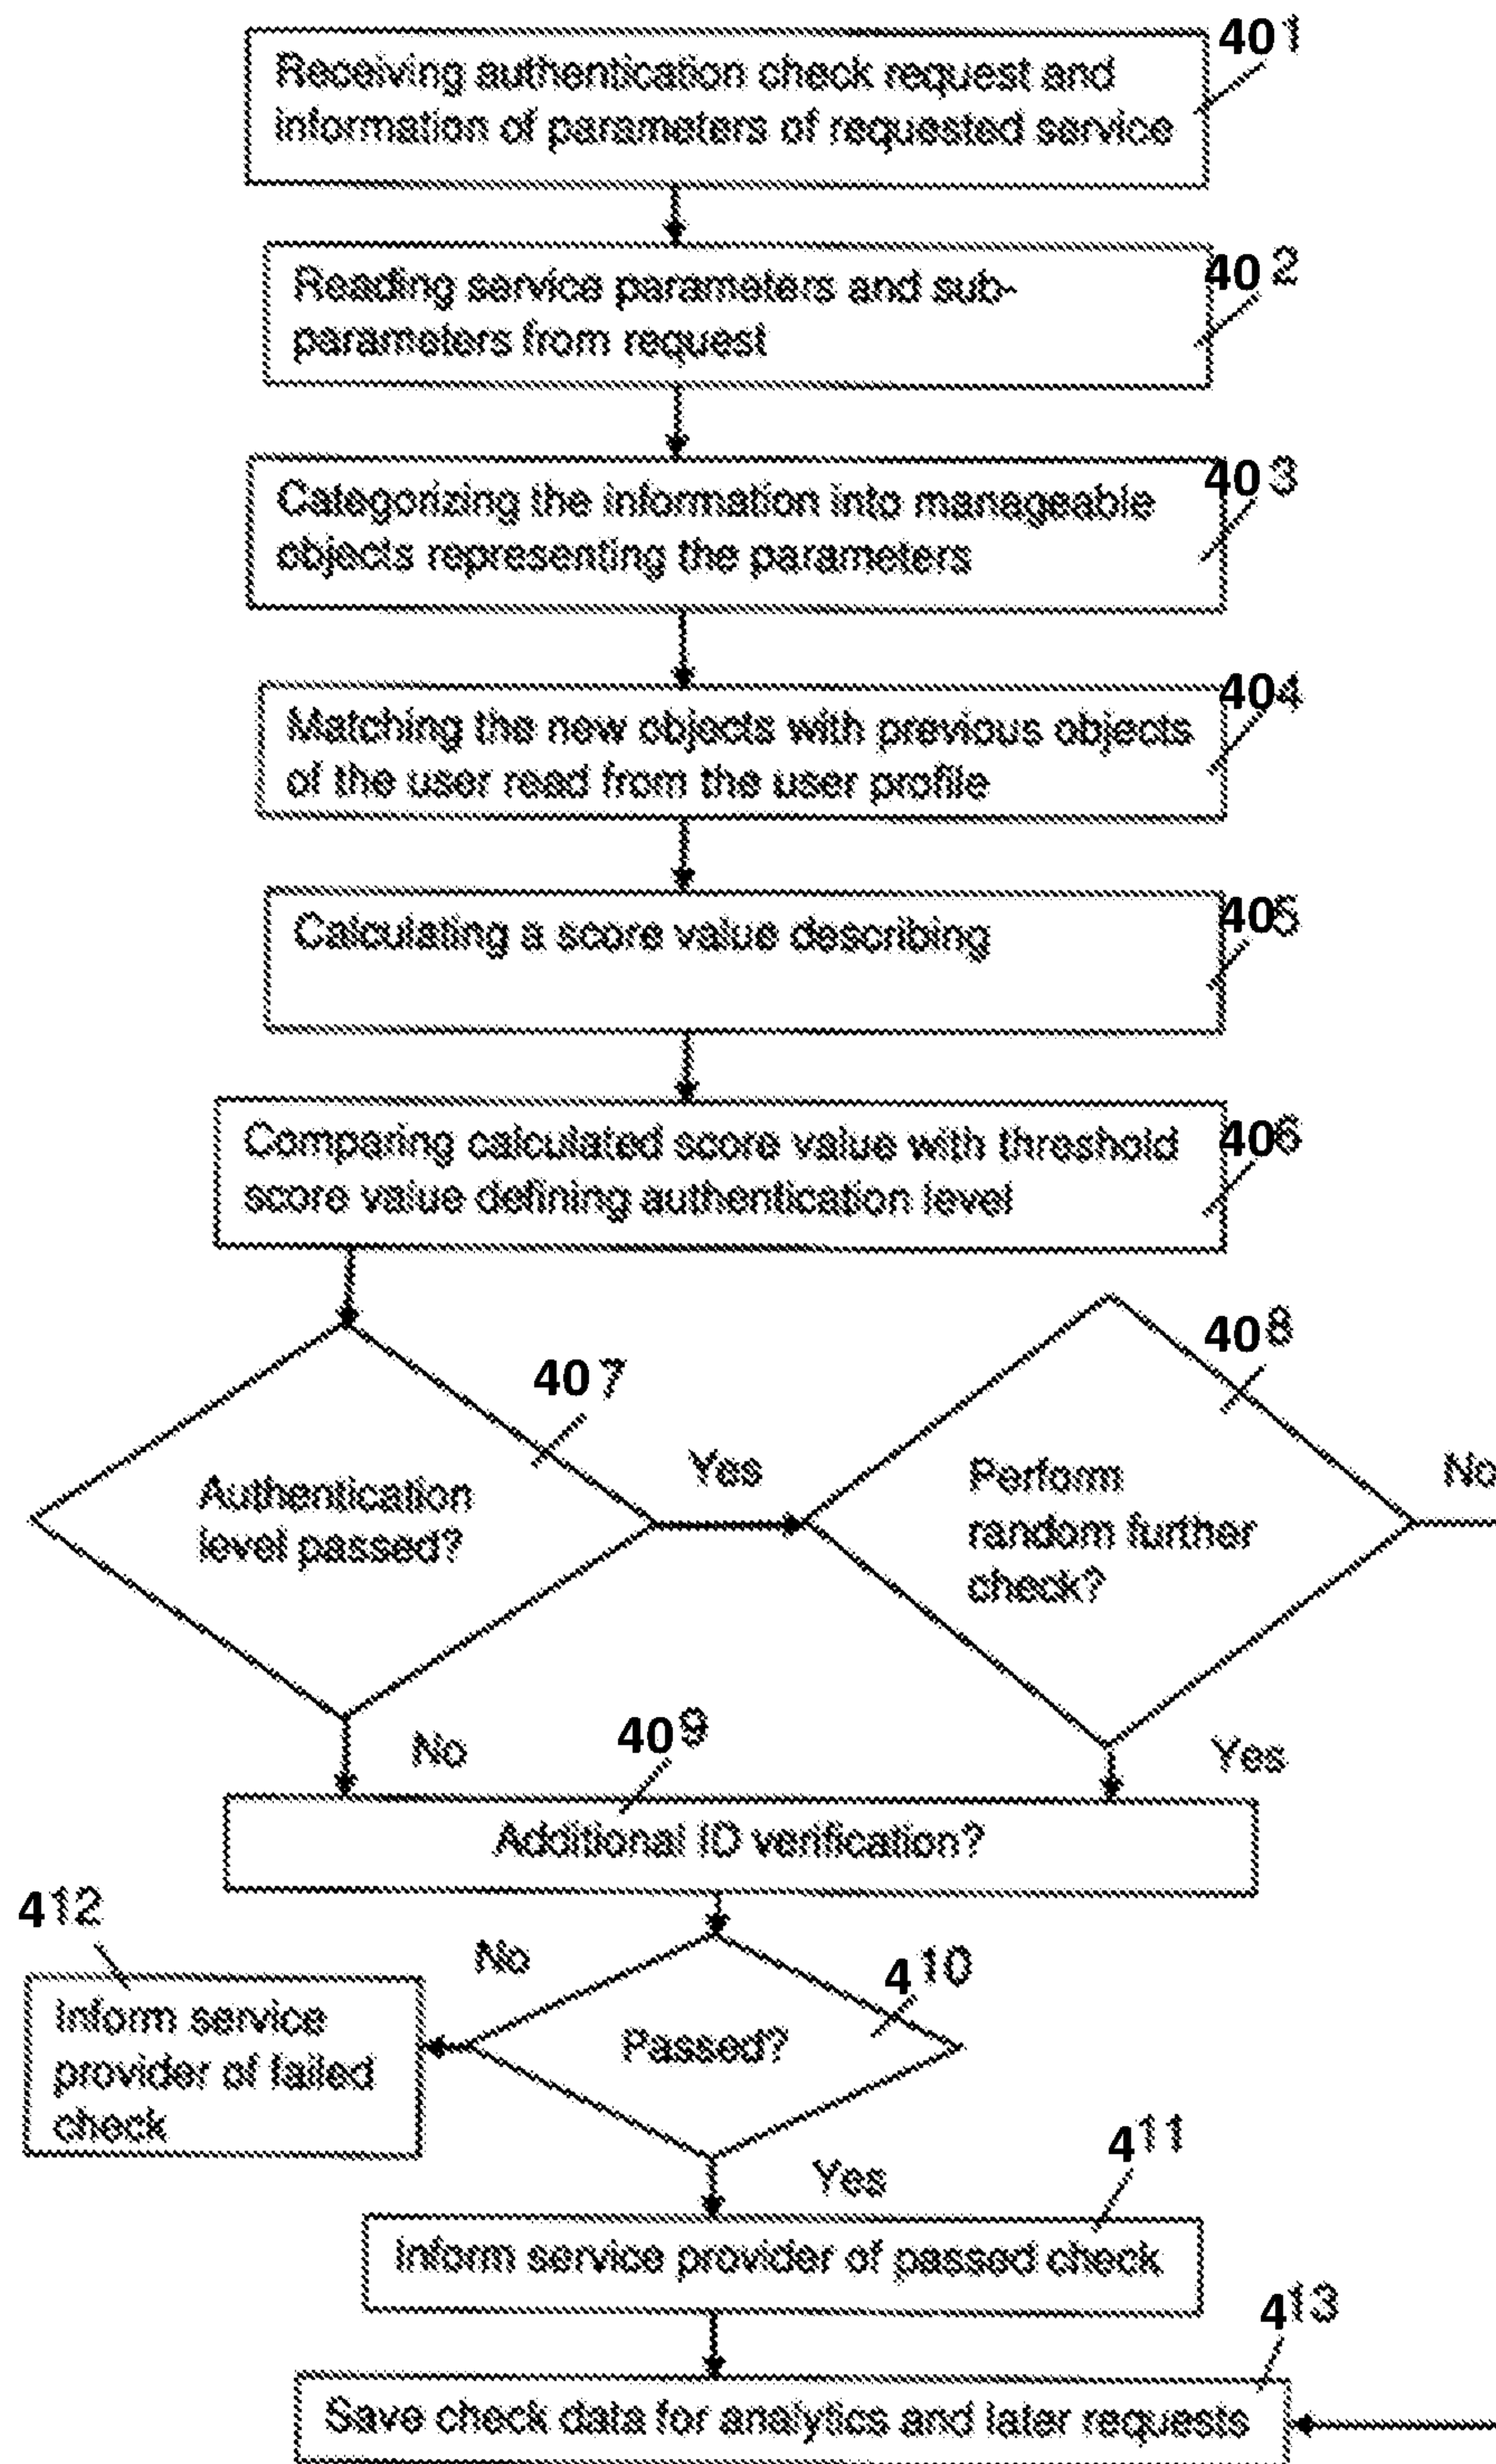 401
Receiving authentication check request and
information of parameters of requested service
402
Reading service parameters and sub-
parameters from request
403
Categorizing the information into manageable
objects representing the parameters
404
Matching the new objects with previous objects
of the user read from the user profile
405
Calculating a score value describing
406
Comparing calculated score value with threshold
score value defining authentication level
407
Authentication
level passed?
Yes
408
Perform
random further
check?
No
No
Yes
409
Additional ID verification?
410
Passed?
No
412
Inform service
provider of failed
check
Yes
411
Inform service provider of passed check
413
Save check data for analytics and later requests